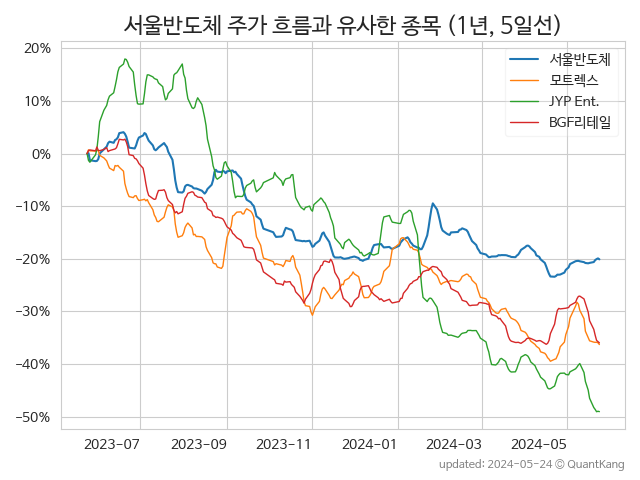 서울반도체 주가 흐름과 유사한 종목 (1년, 5일선)
서울반도체
모트렉스
JYP Ent.
BGF리테일
20%
10%
0%
−10%
−20%
−30%
−40%
−50%
2023-07
2023-09
2023-11
2024-01
2024-03
2024-05
updated: 2024-05-24 © QuantKang